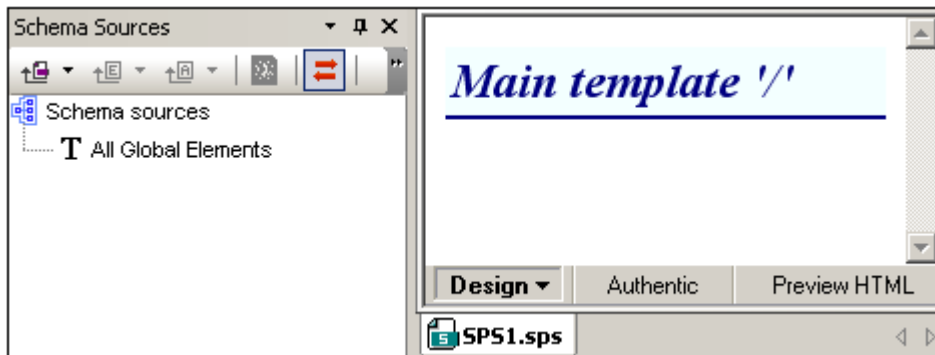 Schema Sources
Schema sources
T All Global Elements
Main template '/'
Design Authentic Preview HTML
SPS1.sps